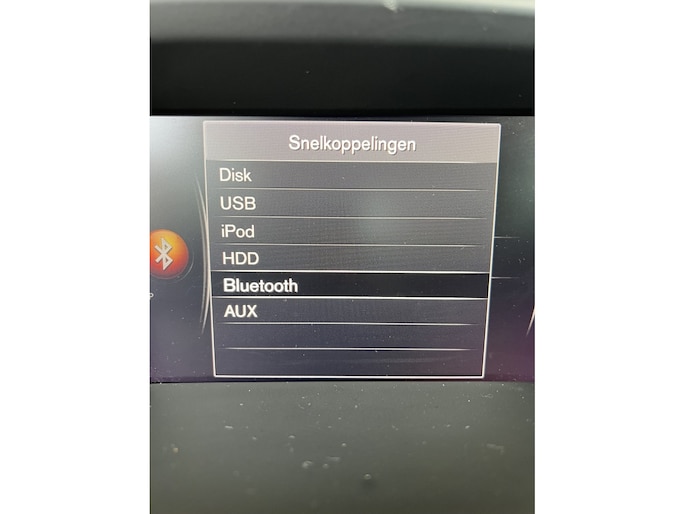 Snelkoppelingen
Disk
USB
iPod
HDD
Bluetooth
AUX